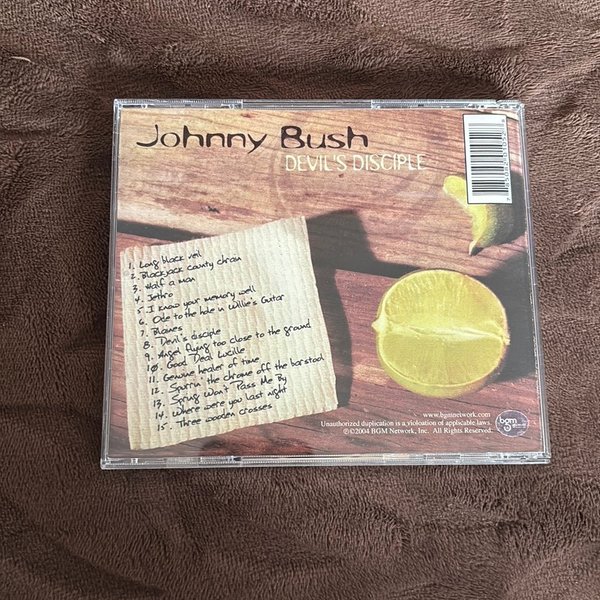 Johnny Bush
DEVIL'S DISCIPLE
1. Long black veil
2. Blackjack county chain
3. Half a man
4. Jethro
5. I know your memory well
6. Ode to the hole in Willie's Guitar
7. Blames
8. Devil's disciple
9. Angel flying too close to the ground
10. Good Deal Lucille
11. Genuine healer of time
12. Spurrin the chrome off the barstool
13. Spring Won't Pass Me By
14. Where were you last night
15. Three wooden crosses
www.bgmnetwork.com
Unauthorized duplication is a violoation of applicable laws.
℗©2004 BGM Network, Inc. All Rights Reserved.
bgm